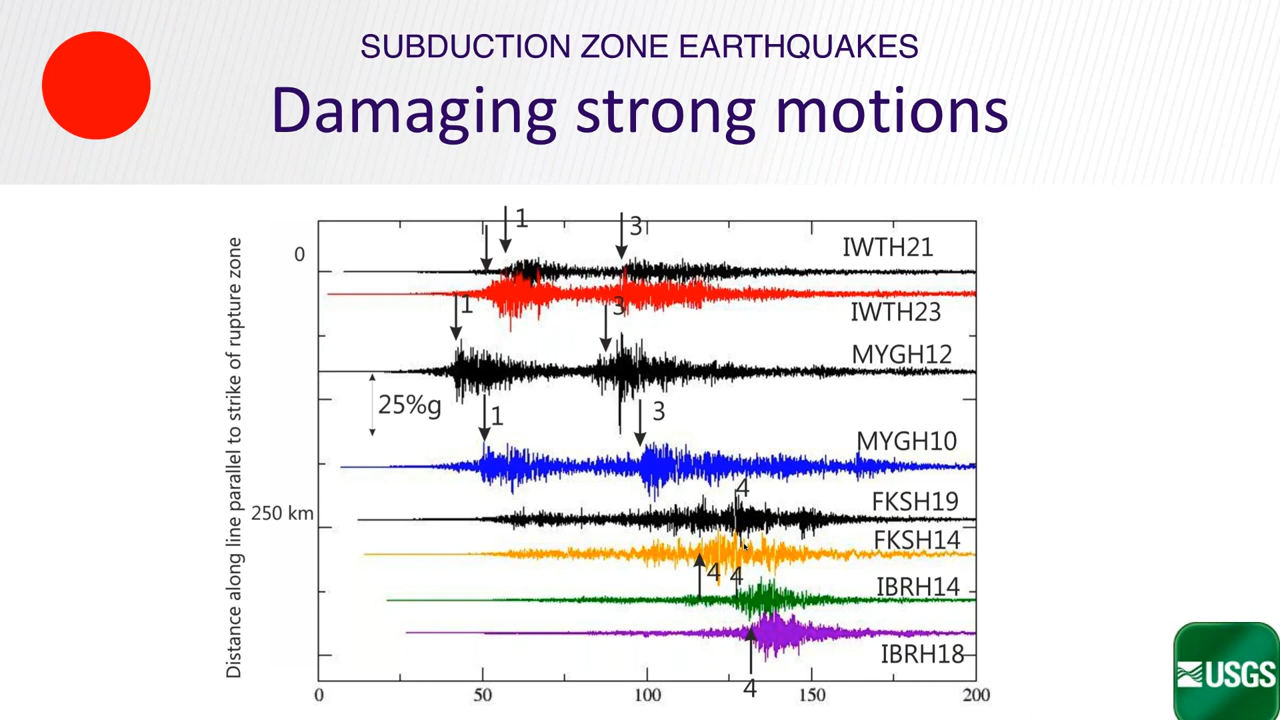 SUBDUCTION ZONE EARTHQUAKES
Damaging strong motions
Distance along line parallel to strike of rupture zone
1
3
0
IWTH21
1
3
IWTH23
MYGH12
25%g
1
3
MYGH10
4
FKSH19
250 km
FKSH14
4
4
IBRH14
IBRH18
4
0
50
100
150
200
USGS